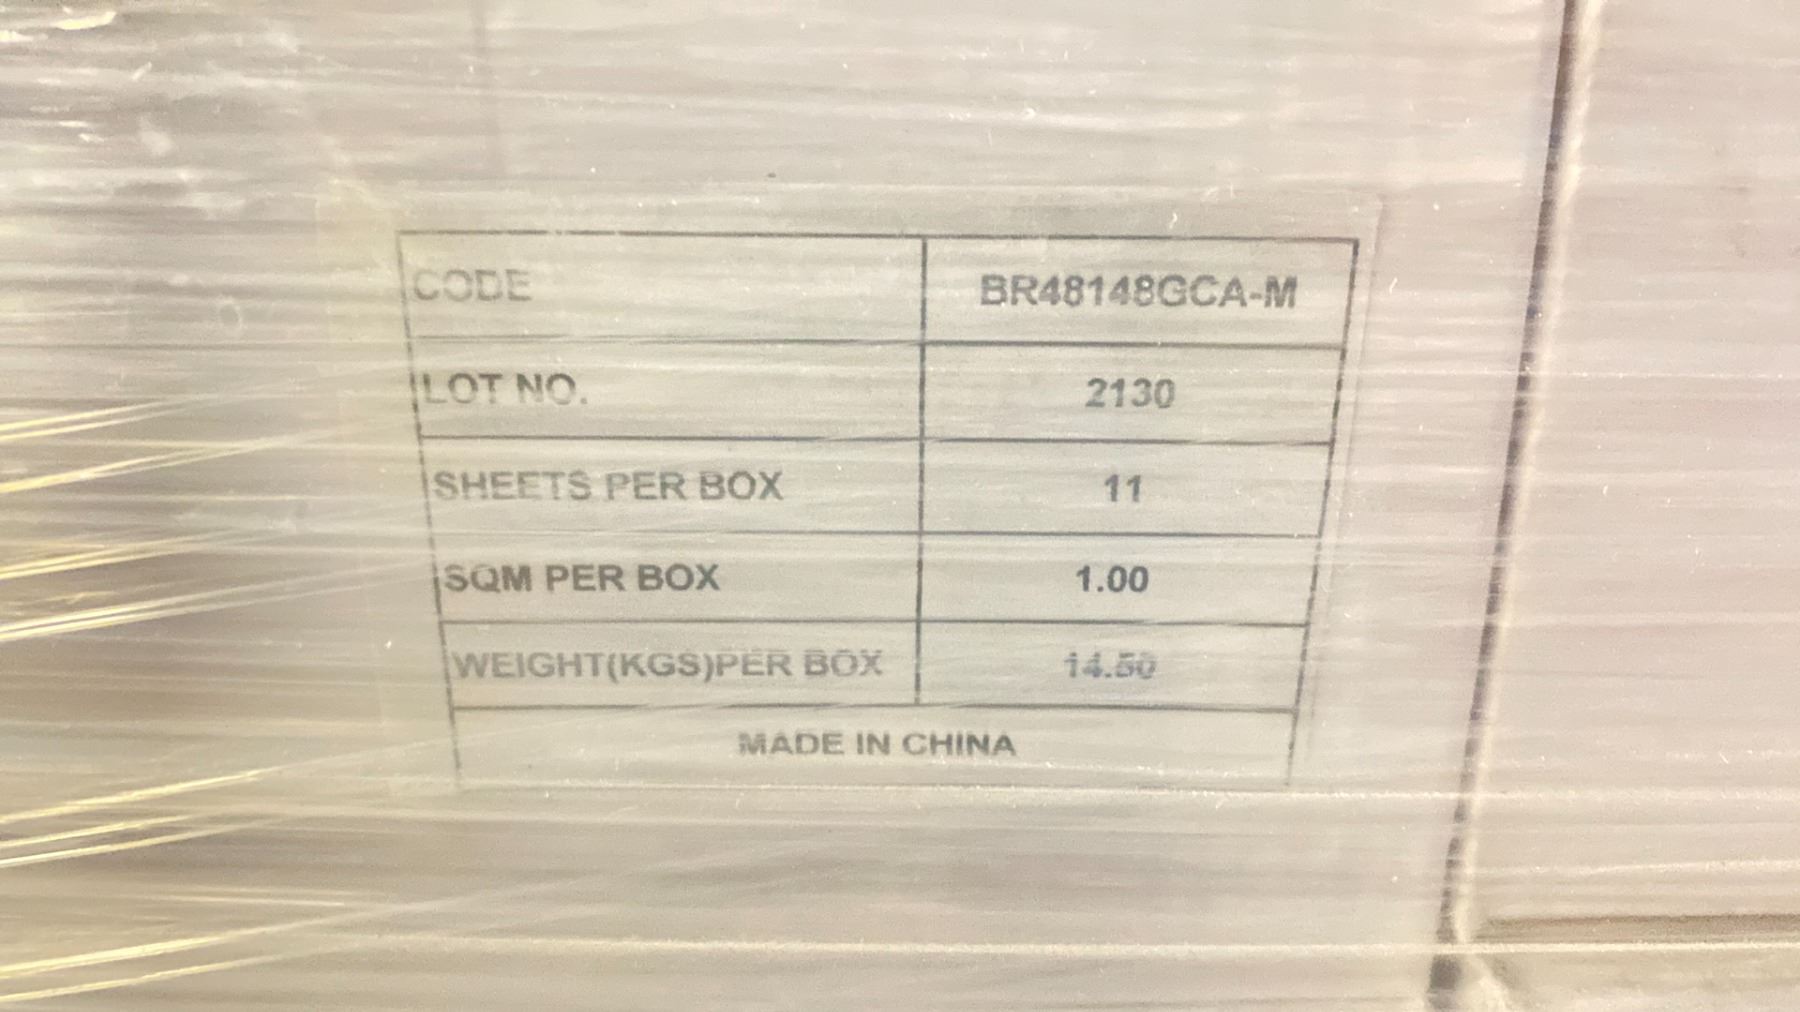 CODE BR48148GCA-M
LOT NO. 2130
SHEETS PER BOX 11
SQM PER BOX 1.00
WEIGHT(KGS)PER BOX 14.50
MADE IN CHINA